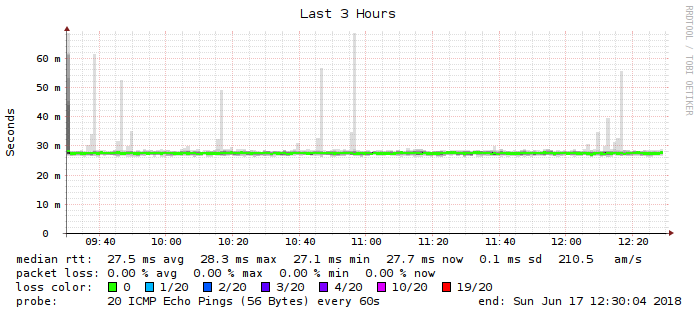 Last 3 Hours
RRDTOOL / TOBI OETIKER
Seconds
60 m
50 m
40 m
30 m
20 m
10 m
0
09:40 10:00 10:20 10:40 11:00 11:20 11:40 12:00 12:20
median rtt: 27.5 ms avg 28.3 ms max 27.1 ms min 27.7 ms now 0.1 ms sd 210.5 am/s
packet loss: 0.00 % avg 0.00 % max 0.00 % min 0.00 % now
loss color: 0 1/20 2/20 3/20 4/20 10/20 19/20
probe: 20 ICMP Echo Pings (56 Bytes) every 60s end: Sun Jun 17 12:30:04 2018